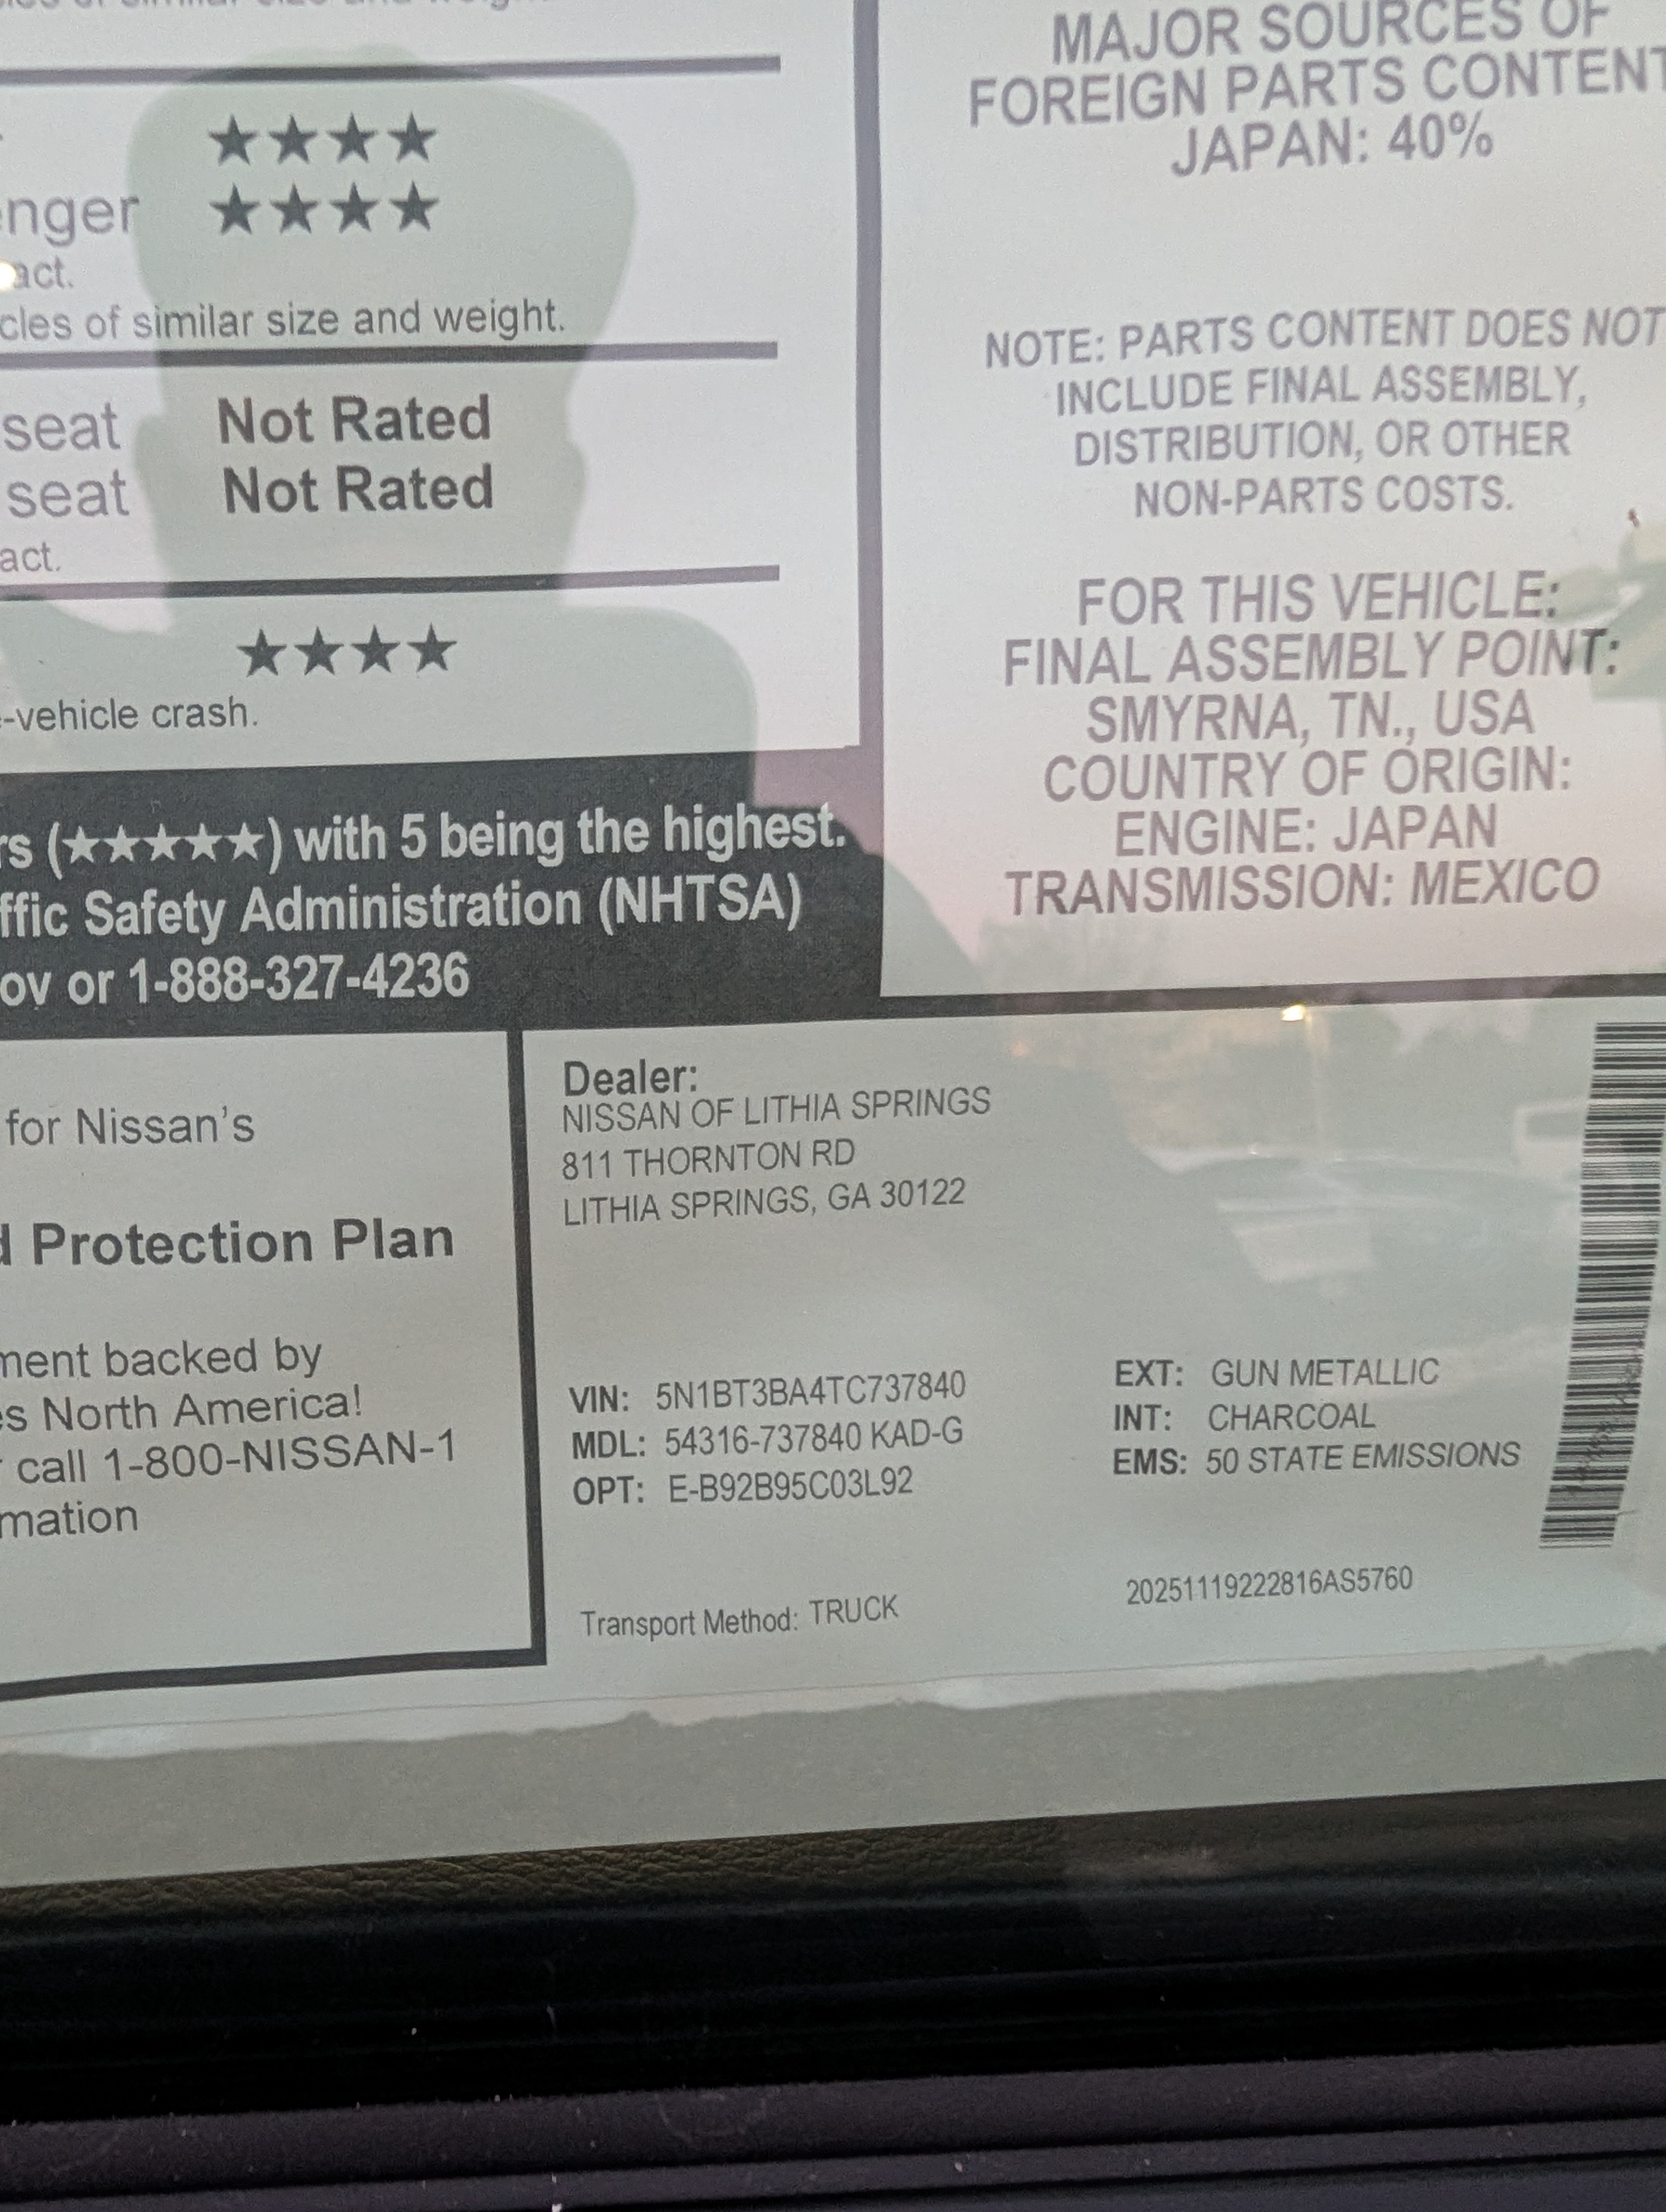 MAJOR SOURCES OF
FOREIGN PARTS CONTENT
JAPAN: 40%
★★★★
enger ★★★★
act.
cles of similar size and weight.
seat Not Rated
seat Not Rated
act.
★★★★
-vehicle crash.
rs (★★★★★) with 5 being the highest.
ffic Safety Administration (NHTSA)
ov or 1-888-327-4236
NOTE: PARTS CONTENT DOES NOT
INCLUDE FINAL ASSEMBLY,
DISTRIBUTION, OR OTHER
NON-PARTS COSTS.
FOR THIS VEHICLE:
FINAL ASSEMBLY POINT:
SMYRNA, TN., USA
COUNTRY OF ORIGIN:
ENGINE: JAPAN
TRANSMISSION: MEXICO
for Nissan's
d Protection Plan
ment backed by
es North America!
call 1-800-NISSAN-1
mation
Dealer:
NISSAN OF LITHIA SPRINGS
811 THORNTON RD
LITHIA SPRINGS, GA 30122
VIN: 5N1BT3BA4TC737840
MDL: 54316-737840 KAD-G
OPT: E-B92B95C03L92
EXT: GUN METALLIC
INT: CHARCOAL
EMS: 50 STATE EMISSIONS
Transport Method: TRUCK
20251119222816AS5760